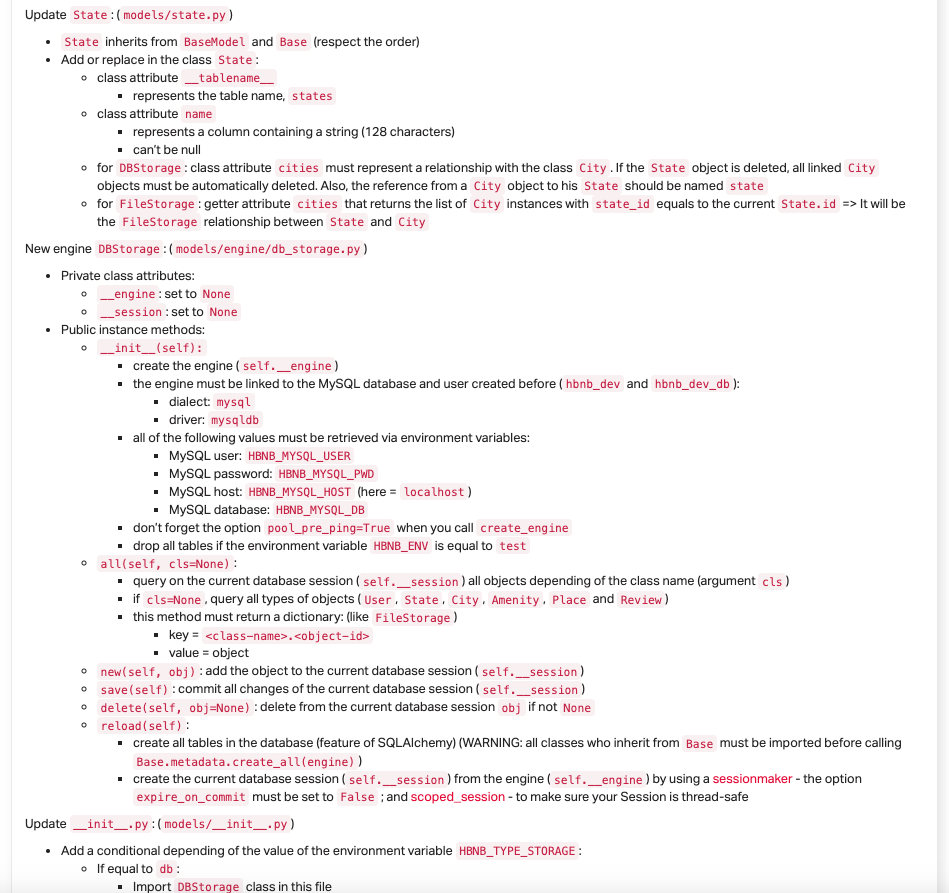 Update State: (models/state.py)
State inherits from BaseModel and Base (respect the order)
Add or replace in the class State:
class attribute __tablename__
represents the table name, states
class attribute name
represents a column containing a string (128 characters)
can't be null
for DBStorage: class attribute cities must represent a relationship with the class City. If the State object is deleted, all linked City
objects must be automatically deleted. Also, the reference from a City object to his State should be named state
for FileStorage: getter attribute cities that returns the list of City instances with state_id equals to the current State.id => It will be
the FileStorage relationship between State and City
New engine DBStorage: (models/engine/db_storage.py)
Private class attributes:
__engine: set to None
__session: set to None
Public instance methods:
__init__(self):
create the engine (self.__engine)
the engine must be linked to the MySQL database and user created before (hbnb_dev and hbnb_dev_db):
dialect: mysql
driver: mysqldb
all of the following values must be retrieved via environment variables:
MySQL user: HBNB_MYSQL_USER
MySQL password: HBNB_MYSQL_PWD
MySQL host: HBNB_MYSQL_HOST (here = localhost)
MySQL database: HBNB_MYSQL_DB
don't forget the option pool_pre_ping=True when you call create_engine
drop all tables if the environment variable HBNB_ENV is equal to test
all(self, cls=None):
query on the current database session (self.__session) all objects depending of the class name (argument cls)
if cls=None, query all types of objects (User, State, City, Amenity, Place and Review)
this method must return a dictionary: (like FileStorage)
key = <class-name>.<object-id>
value = object
new(self, obj): add the object to the current database session (self.__session)
save(self): commit all changes of the current database session (self.__session)
delete(self, obj=None): delete from the current database session obj if not None
reload(self):
create all tables in the database (feature of SQLAlchemy) (WARNING: all classes who inherit from Base must be imported before calling
Base.metadata.create_all(engine))
create the current database session (self.__session) from the engine (self.__engine) by using a sessionmaker - the option
expire_on_commit must be set to False ; and scoped_session - to make sure your Session is thread-safe
Update __init__.py: (models/__init__.py)
Add a conditional depending of the value of the environment variable HBNB_TYPE_STORAGE:
If equal to db:
Import DBStorage class in this file